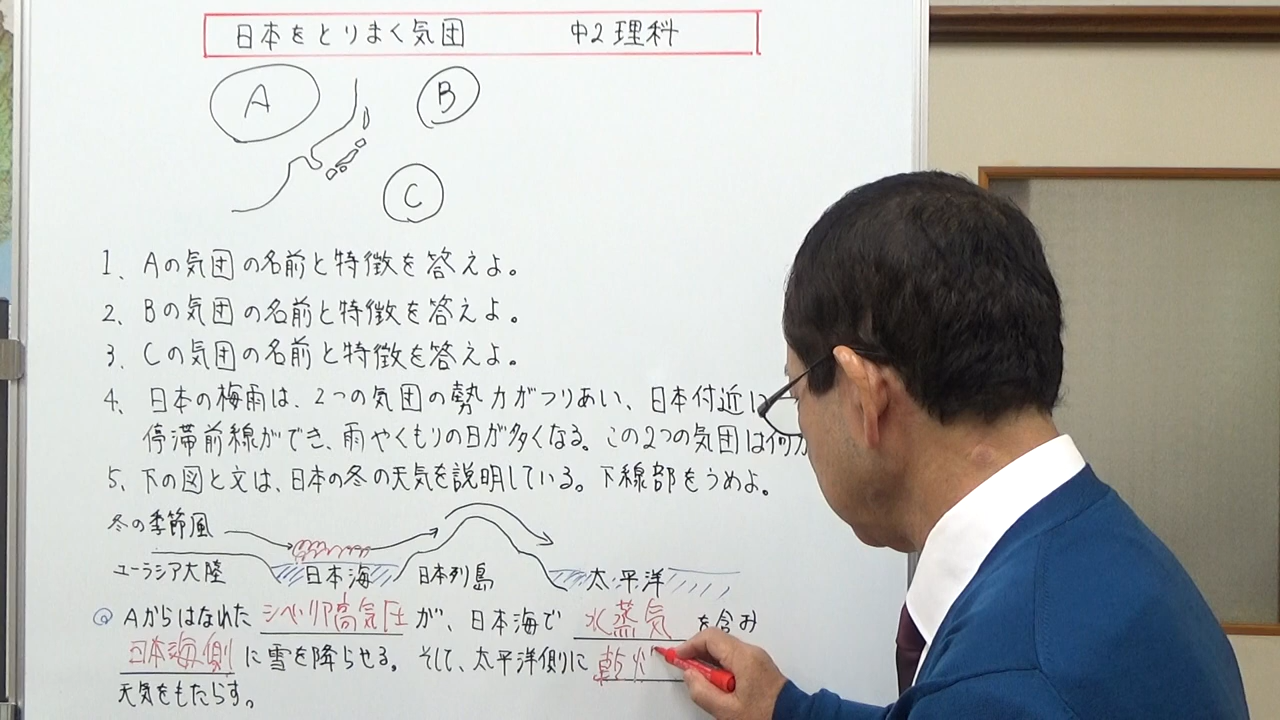 日本をとりまく気団 中2理科
A B
C
1、Aの気団の名前と特徴を答えよ。
2、Bの気団の名前と特徴を答えよ。
3、Cの気団の名前と特徴を答えよ。
4、日本の梅雨は、2つの気団の勢力がつりあい、日本付近に
停滞前線ができ、雨やくもりの日が多くなる。この2つの気団は何か
5、下の図と文は、日本の冬の天気を説明している。下線部をうめよ。
冬の季節風
ユーラシア大陸 日本海 日本列島 太平洋
Aからはなれた シベリア高気圧 が、日本海で 水蒸気 を含み
日本海側 に雪を降らせる。そして、太平洋側に 乾
天気をもたらす。